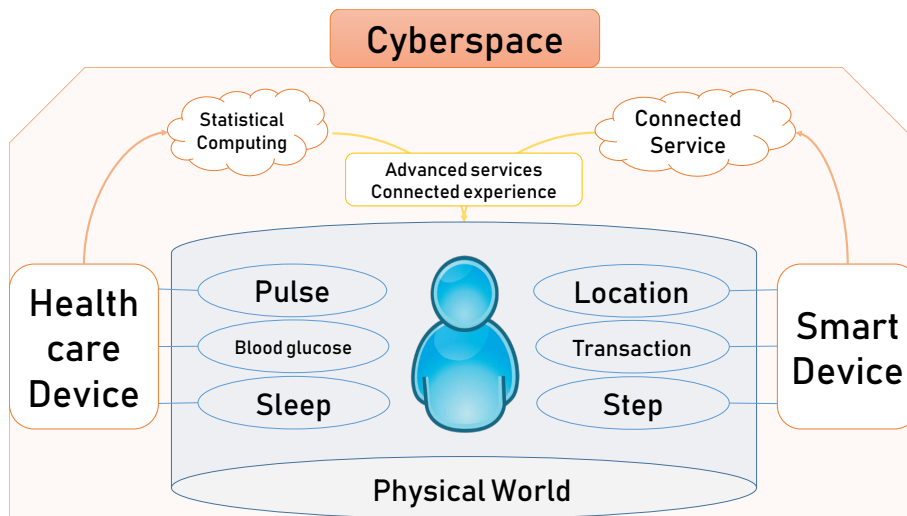 Cyberspace
Statistical
Computing
Connected
Service
Advanced services
Connected experience
Health
care
Device
Pulse
Blood glucose
Sleep
Location
Transaction
Step
Smart
Device
Physical World